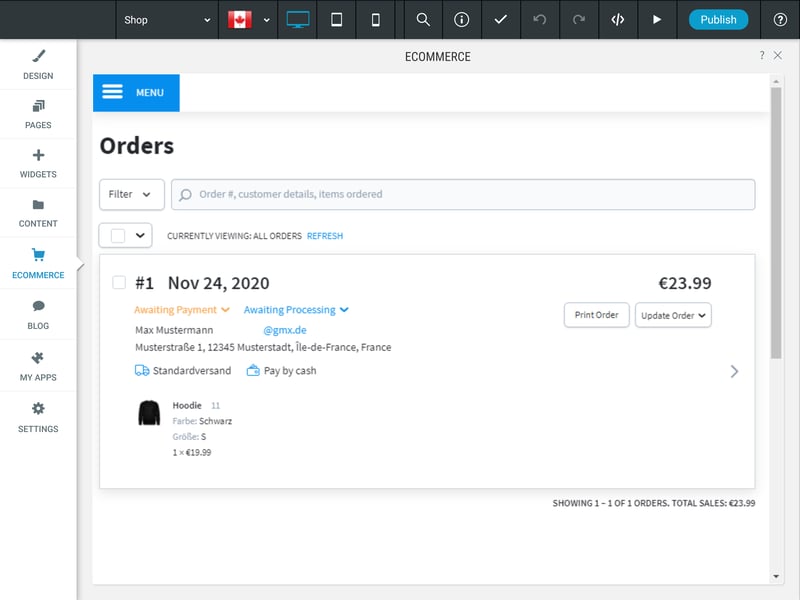 Shop
Publish
DESIGN
PAGES
WIDGETS
CONTENT
ECOMMERCE
BLOG
MY APPS
SETTINGS
ECOMMERCE
?
MENU
Orders
Filter
Order #, customer details, items ordered
CURRENTLY VIEWING: ALL ORDERS REFRESH
#1 Nov 24, 2020 €23.99
Awaiting Payment Awaiting Processing
Print Order Update Order
Max Mustermann @gmx.de
Musterstraße 1, 12345 Musterstadt, Île-de-France, France
Standardversand Pay by cash
Hoodie 11
Farbe: Schwarz
Größe: S
1 × €19.99
SHOWING 1 – 1 OF 1 ORDERS. TOTAL SALES: €23.99